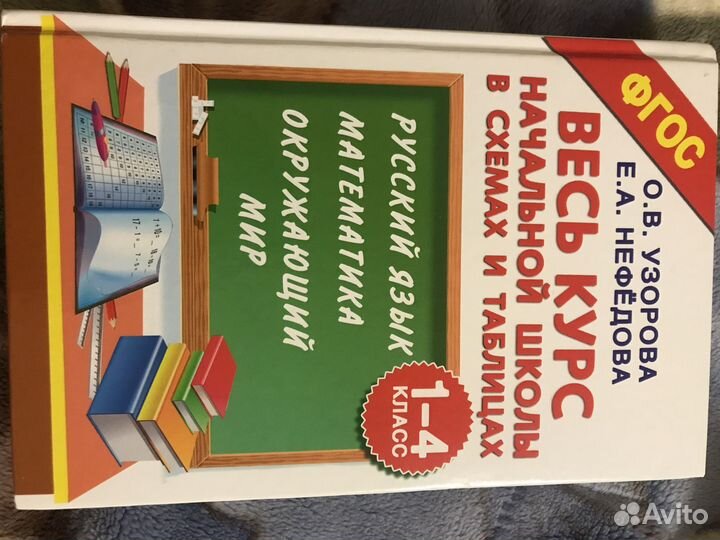 ФГОС
О.В. УЗОРОВА
Е.А. НЕФЁДОВА
ВЕСЬ КУРС
НАЧАЛЬНОЙ ШКОЛЫ
В СХЕМАХ И ТАБЛИЦАХ
1–4
КЛАСС
РУССКИЙ ЯЗЫК
МАТЕМАТИКА
ОКРУЖАЮЩИЙ
МИР
Avito